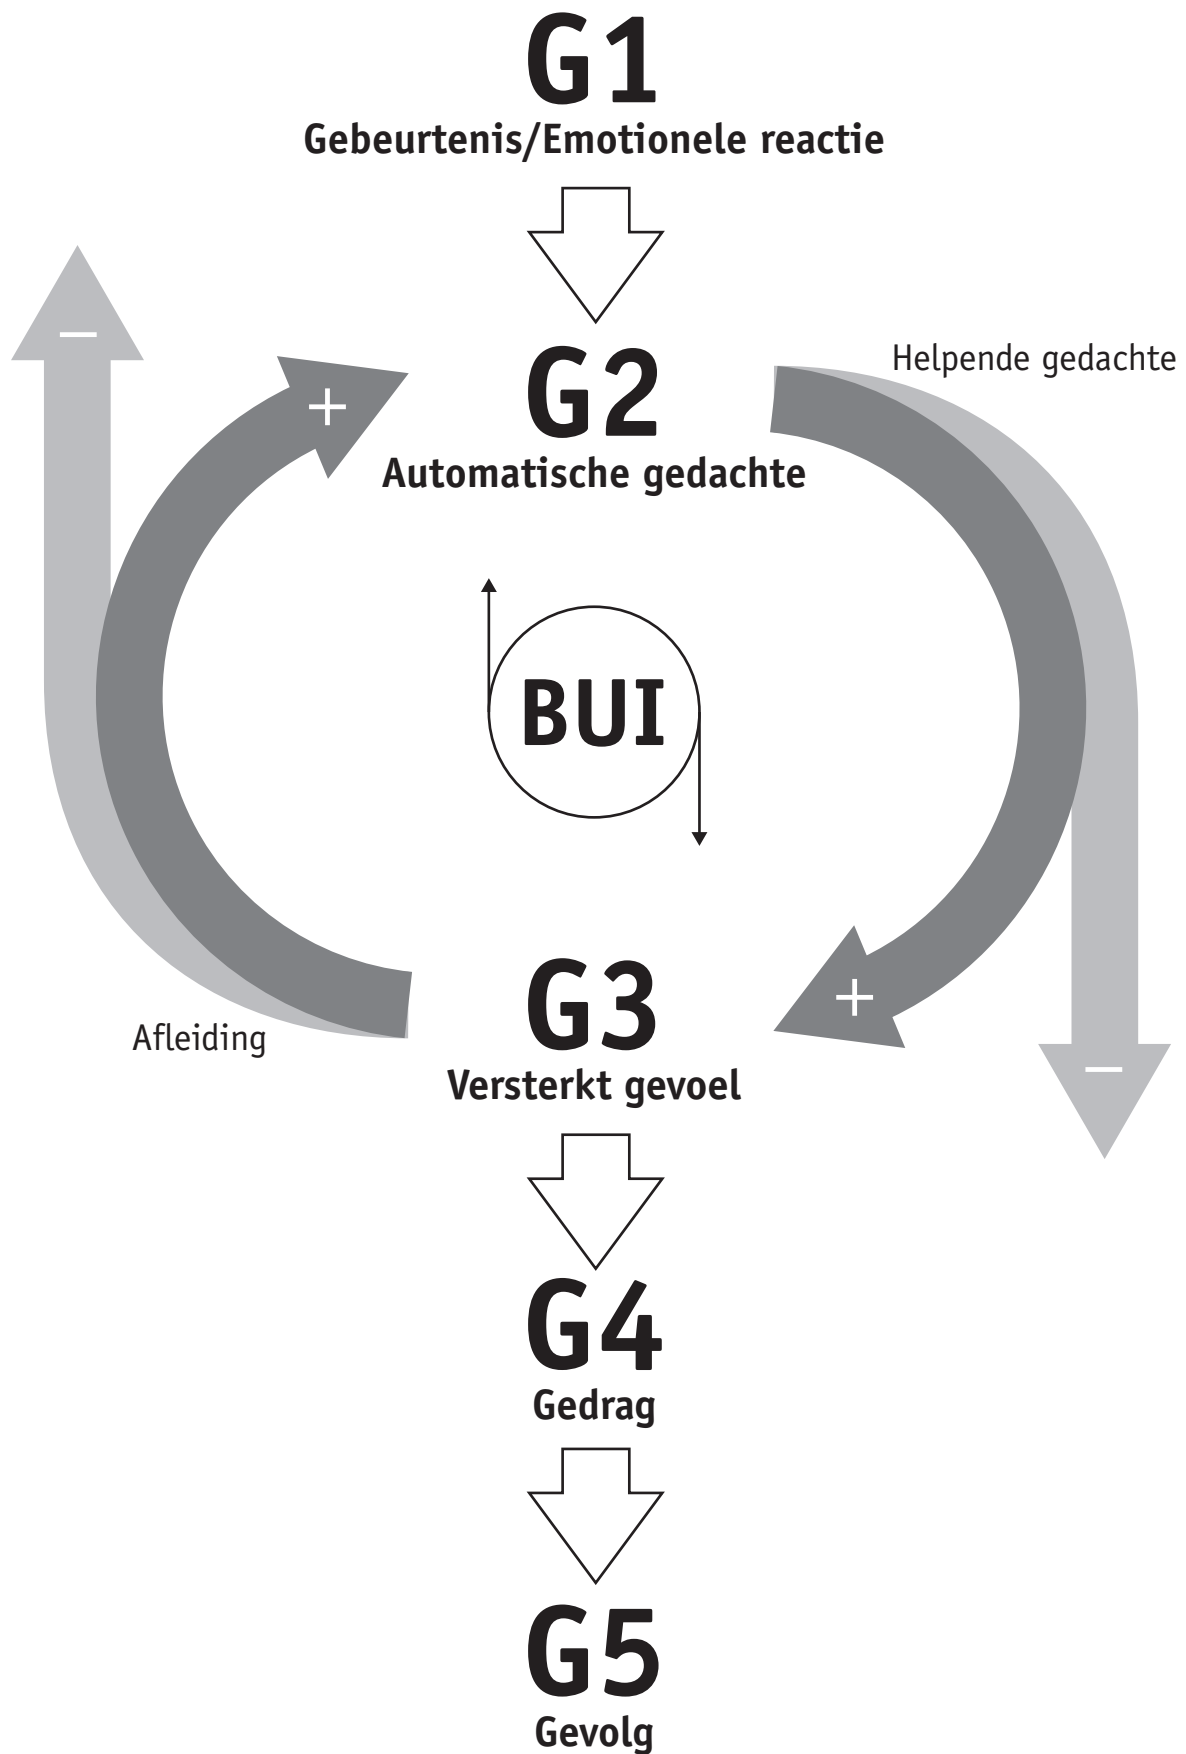 G1
Gebeurtenis/Emotionele reactie
–
+
G2
Helpende gedachte
Automatische gedachte
BUI
Afleiding
G3
+
–
Versterkt gevoel
G4
Gedrag
G5
Gevolg